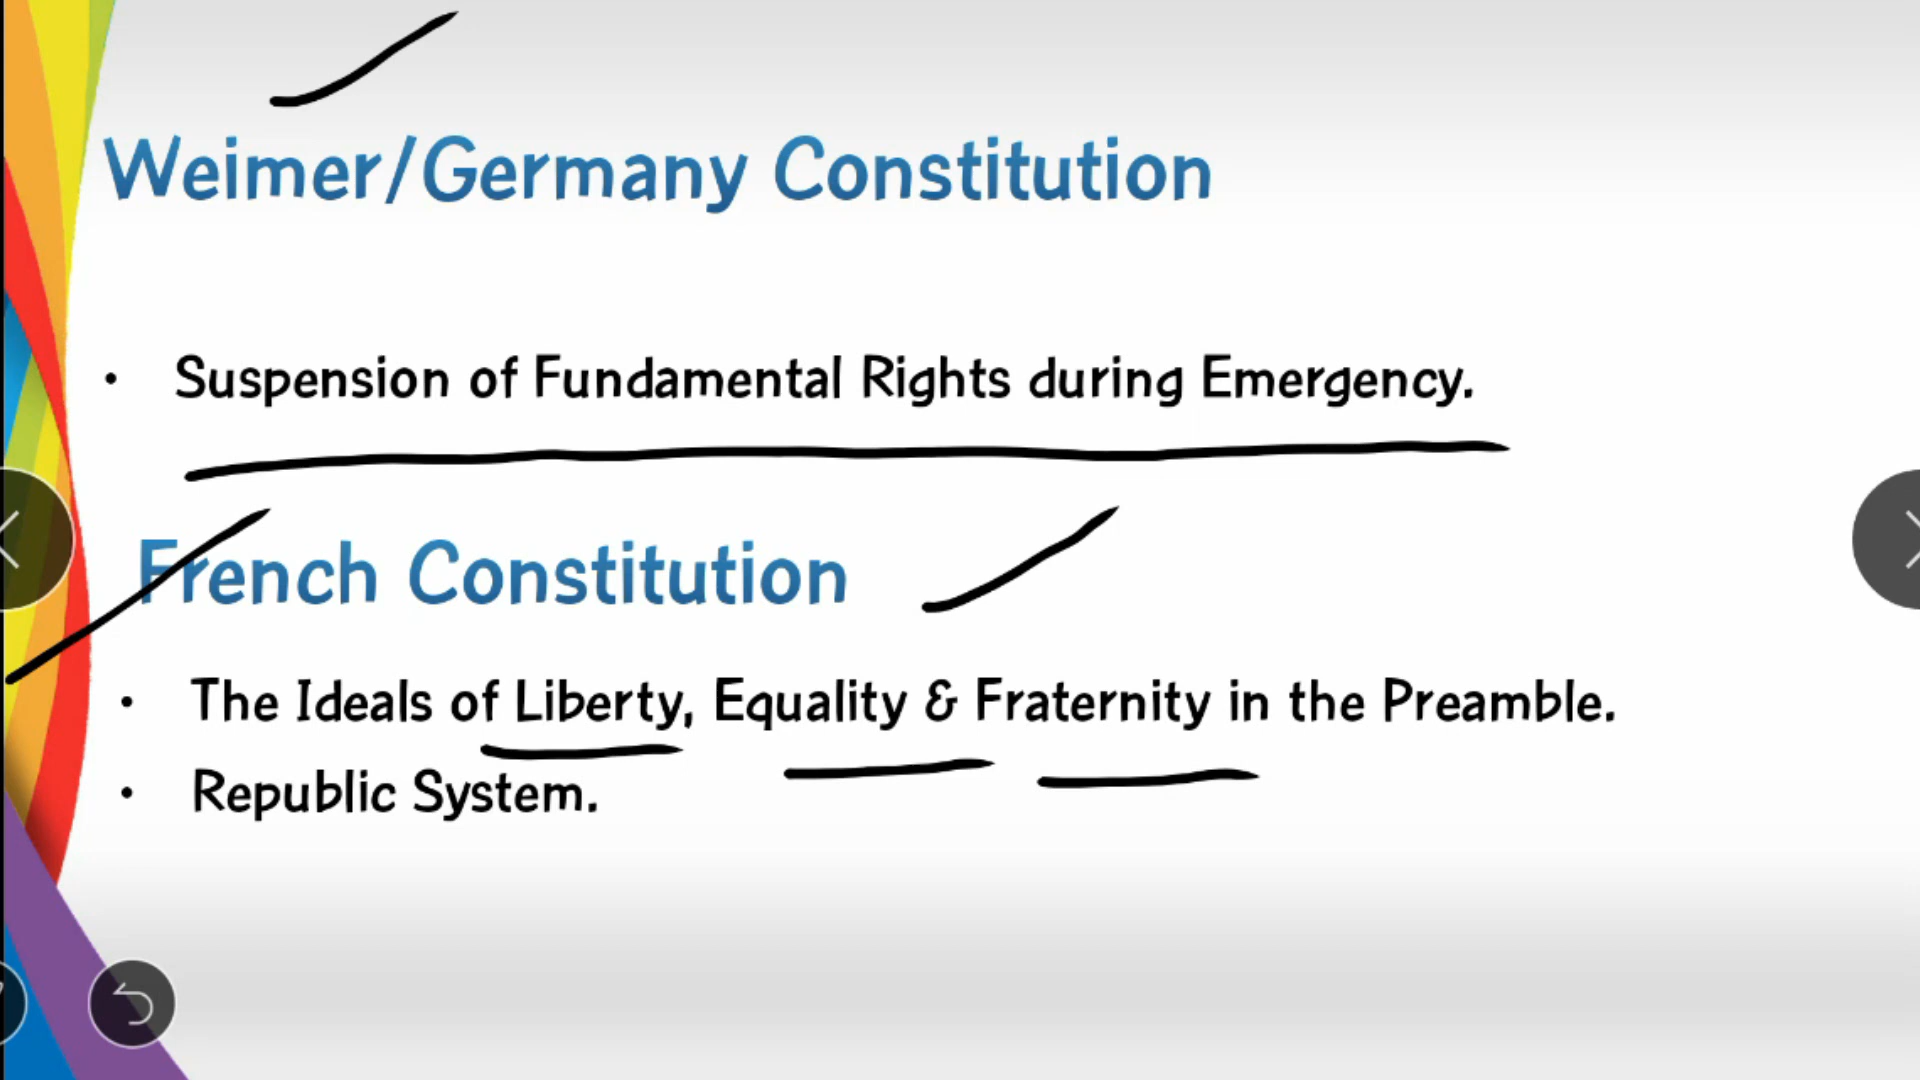 Weimer/Germany Constitution
• Suspension of Fundamental Rights during Emergency.
French Constitution
• The Ideals of Liberty, Equality & Fraternity in the Preamble.
• Republic System.